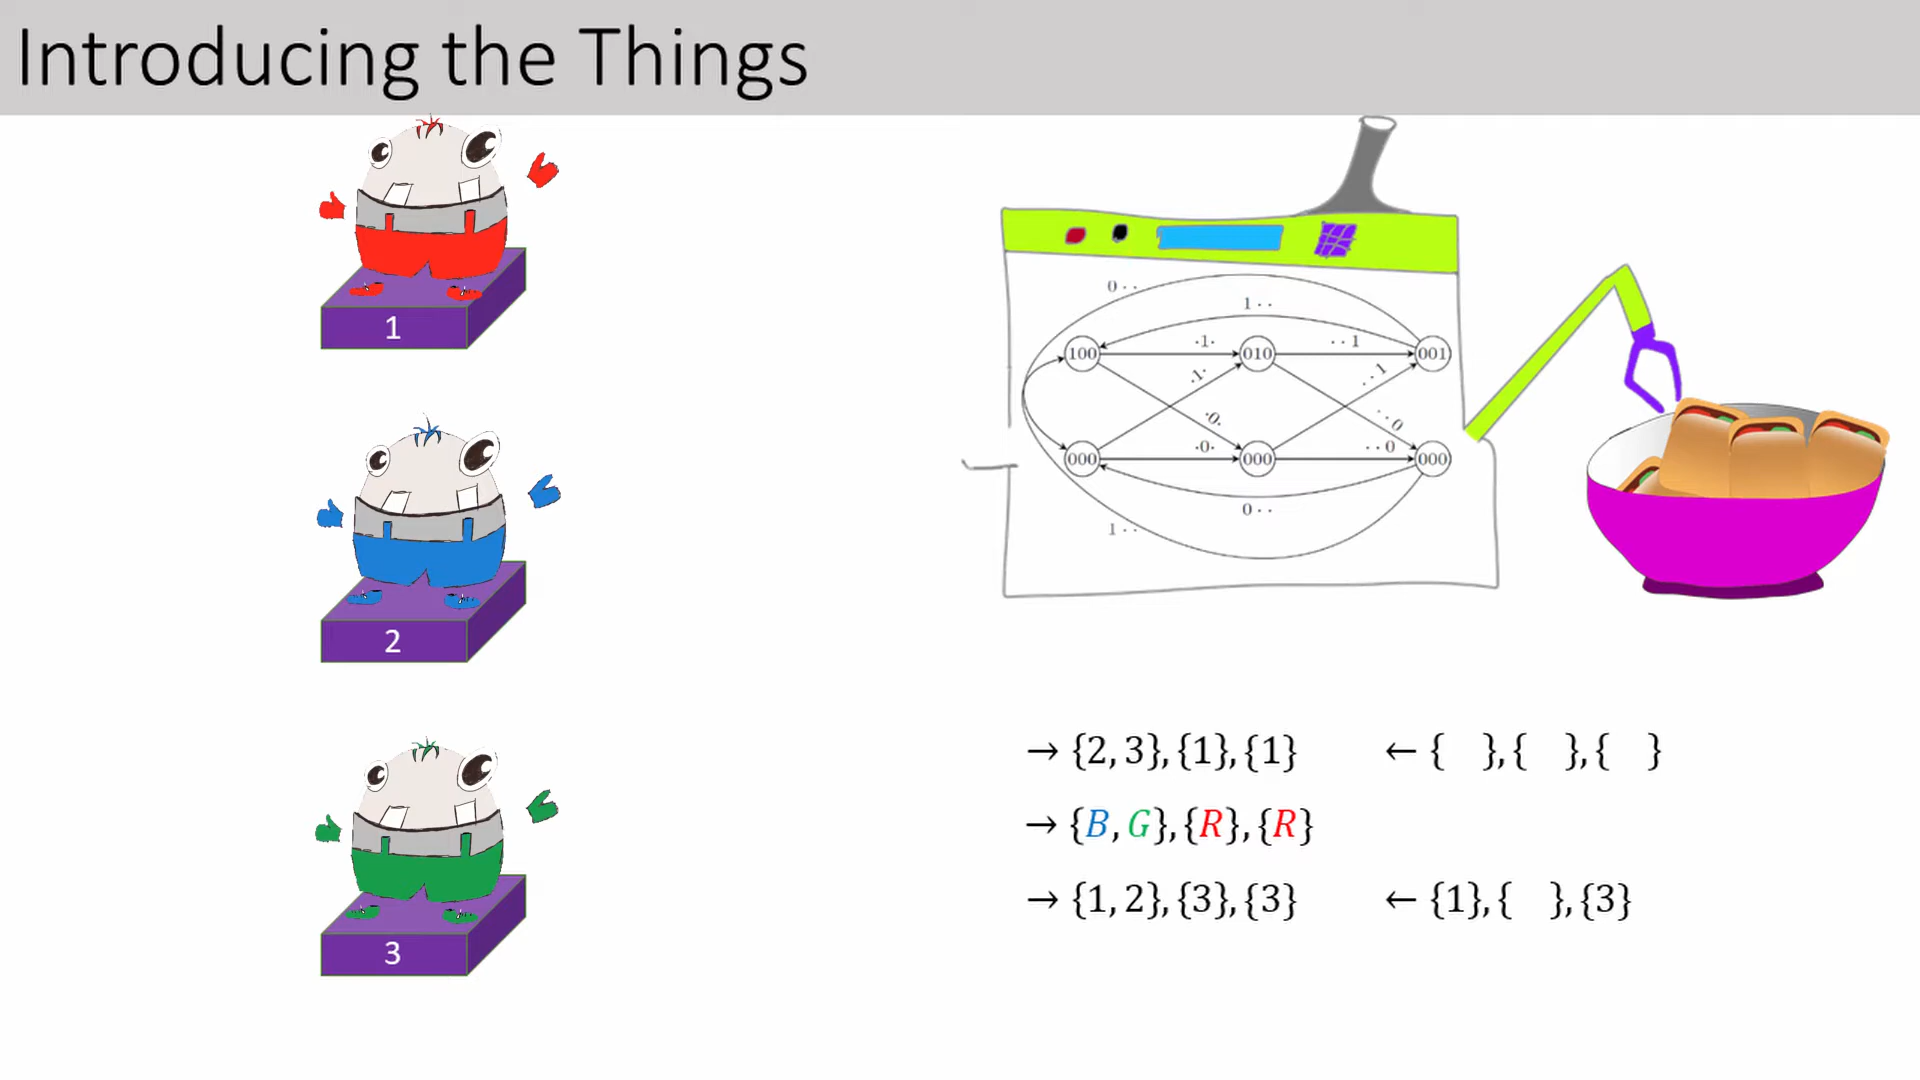 Introducing the Things
1
2
3
0 · ·
1 · ·
·1·
· · 1
100
010
001
·1·
· · 1
·0·
· · 0
·0·
· · 0
000
000
000
0 · ·
1 · ·
→ {2, 3}, {1}, {1} ← { }, { }, { }
→ {B, G}, {R}, {R}
→ {1, 2}, {3}, {3} ← {1}, { }, {3}